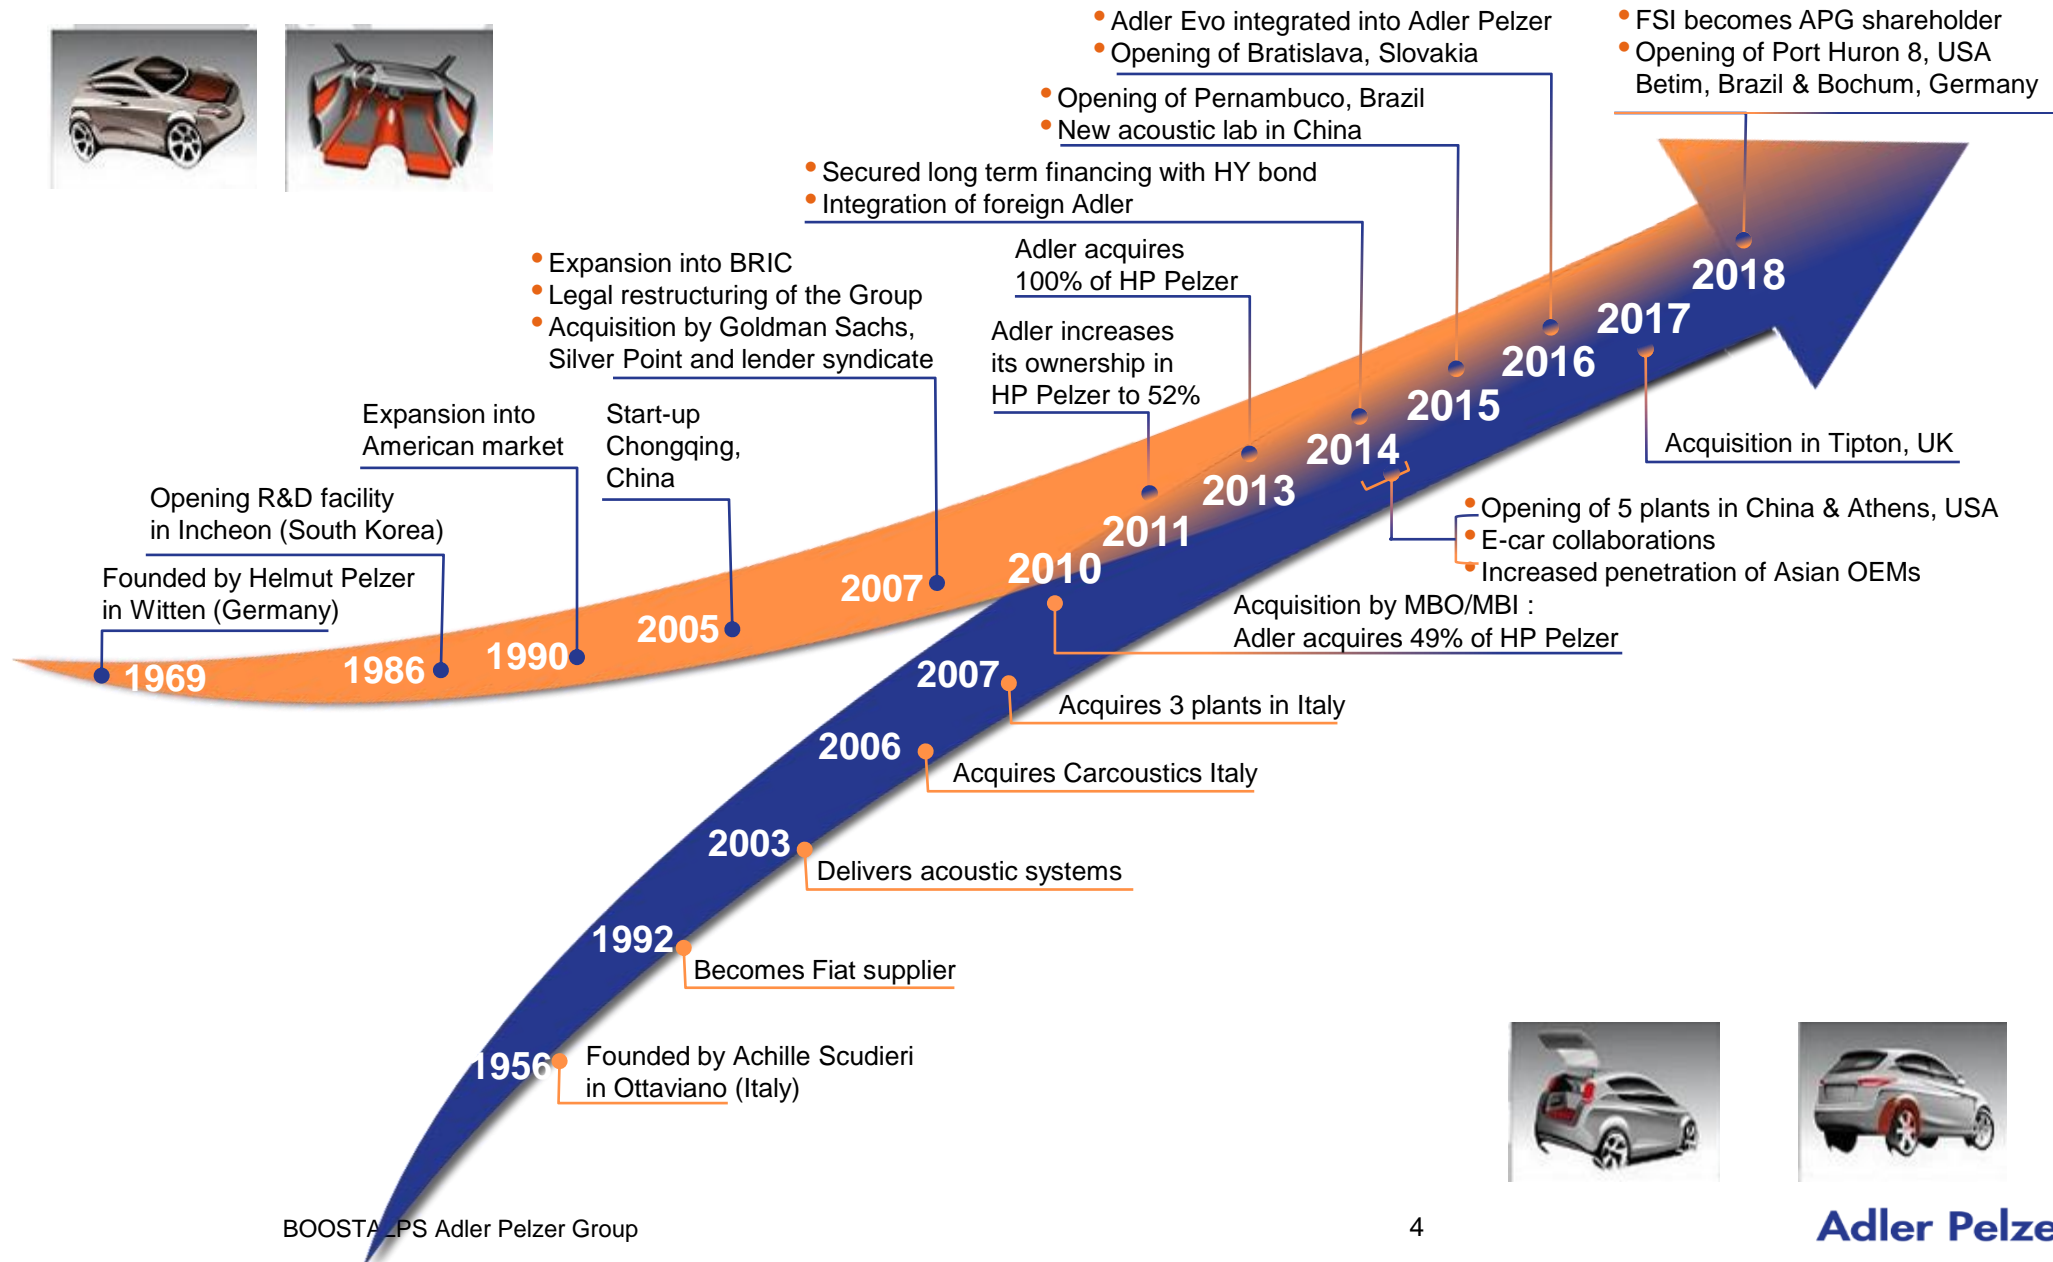 • Adler Evo integrated into Adler Pelzer
• Opening of Bratislava, Slovakia
• FSI becomes APG shareholder
• Opening of Port Huron 8, USA
Betim, Brazil & Bochum, Germany
• Opening of Pernambuco, Brazil
• New acoustic lab in China
• Secured long term financing with HY bond
• Integration of foreign Adler
Adler acquires
100% of HP Pelzer
• Expansion into BRIC
• Legal restructuring of the Group
• Acquisition by Goldman Sachs,
Silver Point and lender syndicate
Adler increases
its ownership in
HP Pelzer to 52%
Expansion into
American market
Start-up
Chongqing,
China
Opening R&D facility
in Incheon (South Korea)
Founded by Helmut Pelzer
in Witten (Germany)
1969
1986
1990
2005
2007
2010
2011
2013
2014
2015
2016
2017
2018
Acquisition in Tipton, UK
• Opening of 5 plants in China & Athens, USA
• E-car collaborations
• Increased penetration of Asian OEMs
Acquisition by MBO/MBI :
Adler acquires 49% of HP Pelzer
2007
Acquires 3 plants in Italy
2006
Acquires Carcoustics Italy
2003
Delivers acoustic systems
1992
Becomes Fiat supplier
1956
Founded by Achille Scudieri
in Ottaviano (Italy)
BOOSTALPS Adler Pelzer Group
4
Adler Pelze